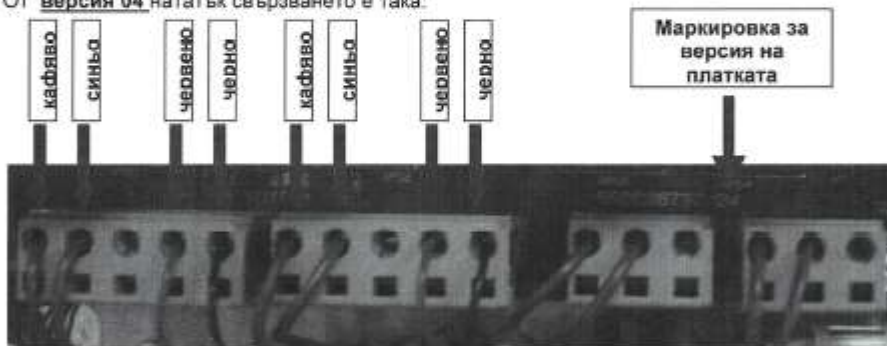 От версия 04 нататък свързването е така:
кафяво
синьо
червено
черно
кафяво
синьо
червено
черно
Маркировка за
версия на
платката